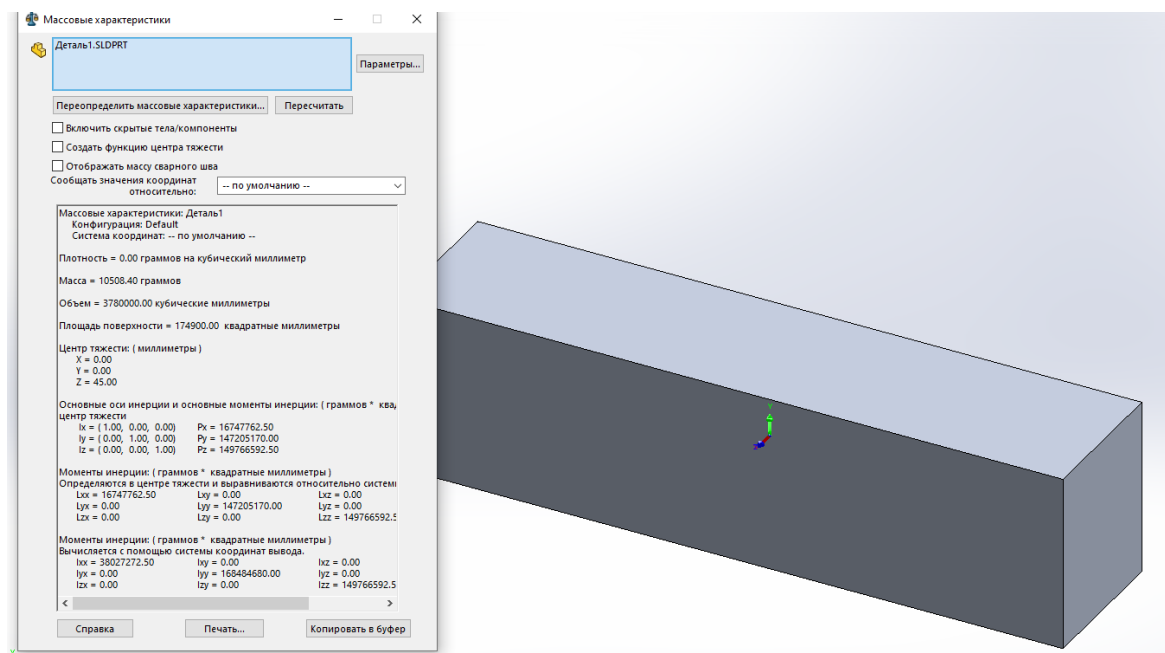 Массовые характеристики
Деталь1.SLDPRT
Параметры...
Переопределить массовые характеристики...
Пересчитать
Включить скрытые тела/компоненты
Создать функцию центра тяжести
Отображать массу сварного шва
Сообщать значения координат относительно:
-- по умолчанию --
Массовые характеристики: Деталь1
Конфигурация: Default
Система координат: -- по умолчанию --
Плотность = 0.00 граммов на кубический миллиметр
Масса = 10508.40 граммов
Объем = 3780000.00 кубические миллиметры
Площадь поверхности = 174900.00 квадратные миллиметры
Центр тяжести: ( миллиметры )
X = 0.00
Y = 0.00
Z = 45.00
Основные оси инерции и основные моменты инерции: ( граммов * ква
центр тяжести
Ix = ( 1.00, 0.00, 0.00) Px = 16747762.50
Iy = ( 0.00, 1.00, 0.00) Py = 147205170.00
Iz = ( 0.00, 0.00, 1.00) Pz = 149766592.50
Моменты инерции: ( граммов * квадратные миллиметры )
Определяются в центре тяжести и выравниваются относительно систем
Lxx = 16747762.50 Lxy = 0.00 Lxz = 0.00
Lyx = 0.00 Lyy = 147205170.00 Lyz = 0.00
Lzx = 0.00 Lzy = 0.00 Lzz = 149766592.5
Моменты инерции: ( граммов * квадратные миллиметры )
Вычисляется с помощью системы координат вывода.
Ixx = 38027272.50 Ixy = 0.00 Ixz = 0.00
Iyx = 0.00 Iyy = 168484680.00 Iyz = 0.00
Izx = 0.00 Izy = 0.00 Izz = 149766592.5
Справка
Печать...
Копировать в буфер
Y